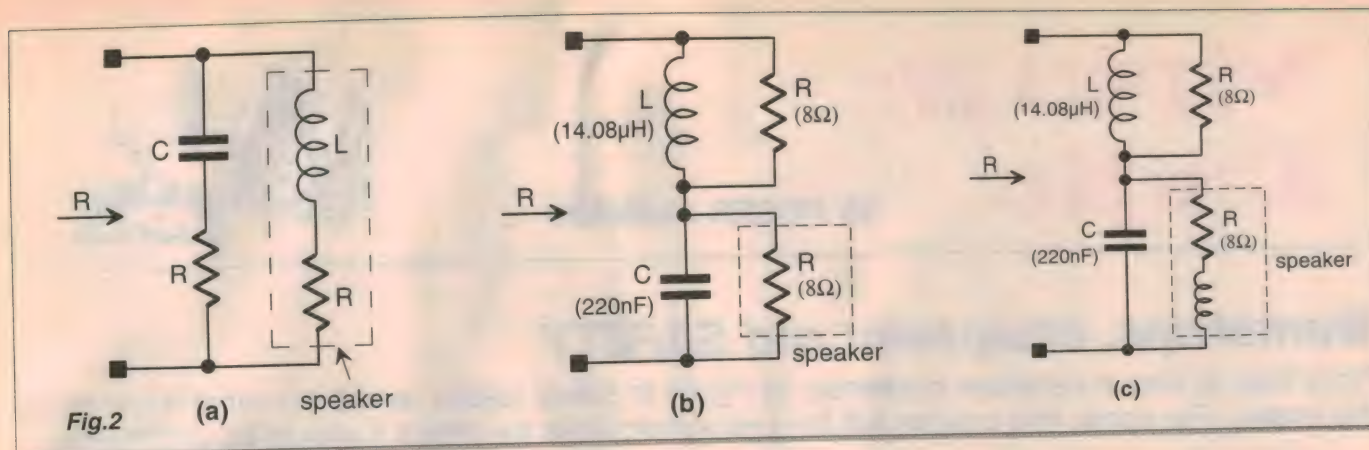 R
C
R
L
R
speaker
Fig.2
(a)
R
L
(14.08µH)
R
(8Ω)
C
(220nF)
R
(8Ω)
speaker
(b)
R
L
(14.08µH)
R
(8Ω)
C
(220nF)
R
(8Ω)
speaker
(c)